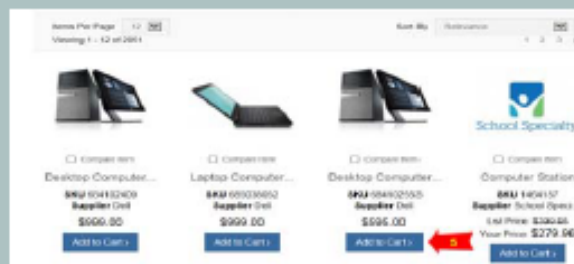 Items Per Page 12
Sort By Relevance
Viewing 1 - 12 of 2051
1 2 3
School Specialty
Compare Item
Compare Item
Compare Item
Compare Item
Desktop Computer...
Laptop Computer...
Desktop Computer...
Computer Station
SKU
SKU
SKU
SKU
Supplier Dell
Supplier Dell
Supplier Dell
Supplier School Speci
$999.00
$999.00
$995.00
List Price:
Your Price: $279.96
Add to Cart ›
Add to Cart ›
Add to Cart ›
5
Add to Cart ›